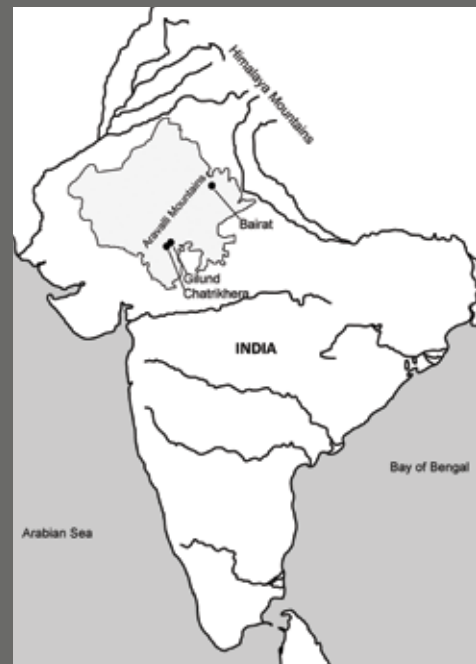 Himalaya Mountains
Aravalli Mountains
Bairat
Gilund
Chatrikhera
INDIA
Bay of Bengal
Arabian Sea